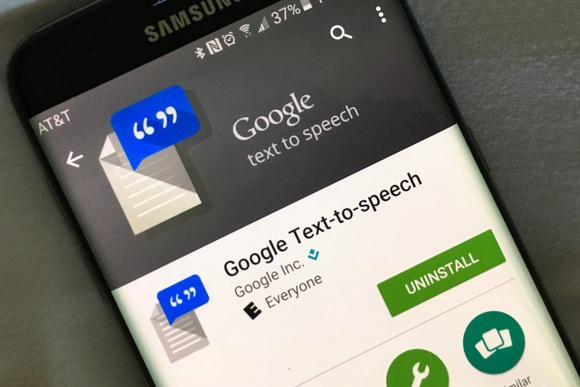 SAMSUNG
AT&T
37%
Google
text to speech
Google Text-to-speech
Google Inc.
E Everyone
UNINSTALL